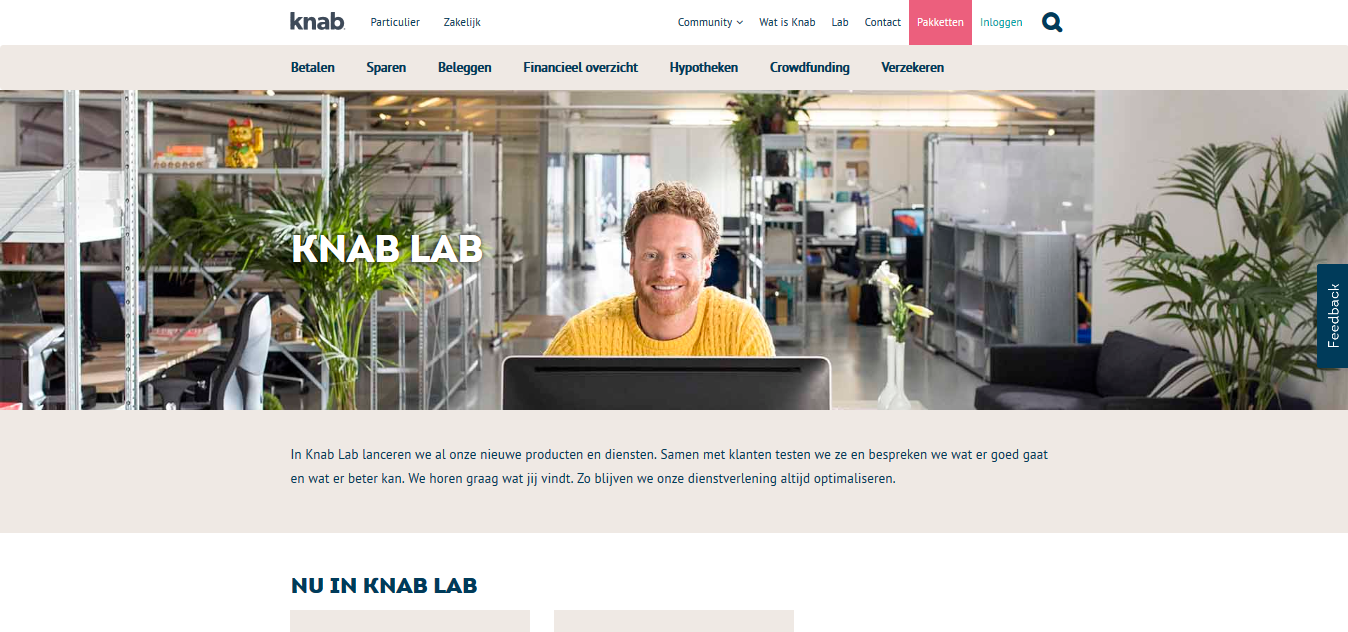 knab. Particulier Zakelijk Community Wat is Knab Lab Contact Pakketten Inloggen
Betalen Sparen Beleggen Financieel overzicht Hypotheken Crowdfunding Verzekeren
KNAB LAB
Feedback
In Knab Lab lanceren we al onze nieuwe producten en diensten. Samen met klanten testen we ze en bespreken we wat er goed gaat
en wat er beter kan. We horen graag wat jij vindt. Zo blijven we onze dienstverlening altijd optimaliseren.
NU IN KNAB LAB